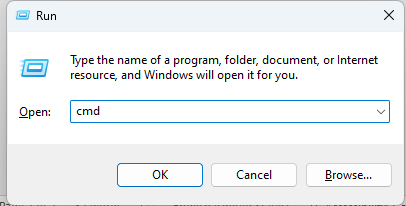 Run
Type the name of a program, folder, document, or Internet
resource, and Windows will open it for you.
Open: cmd
OK Cancel Browse...